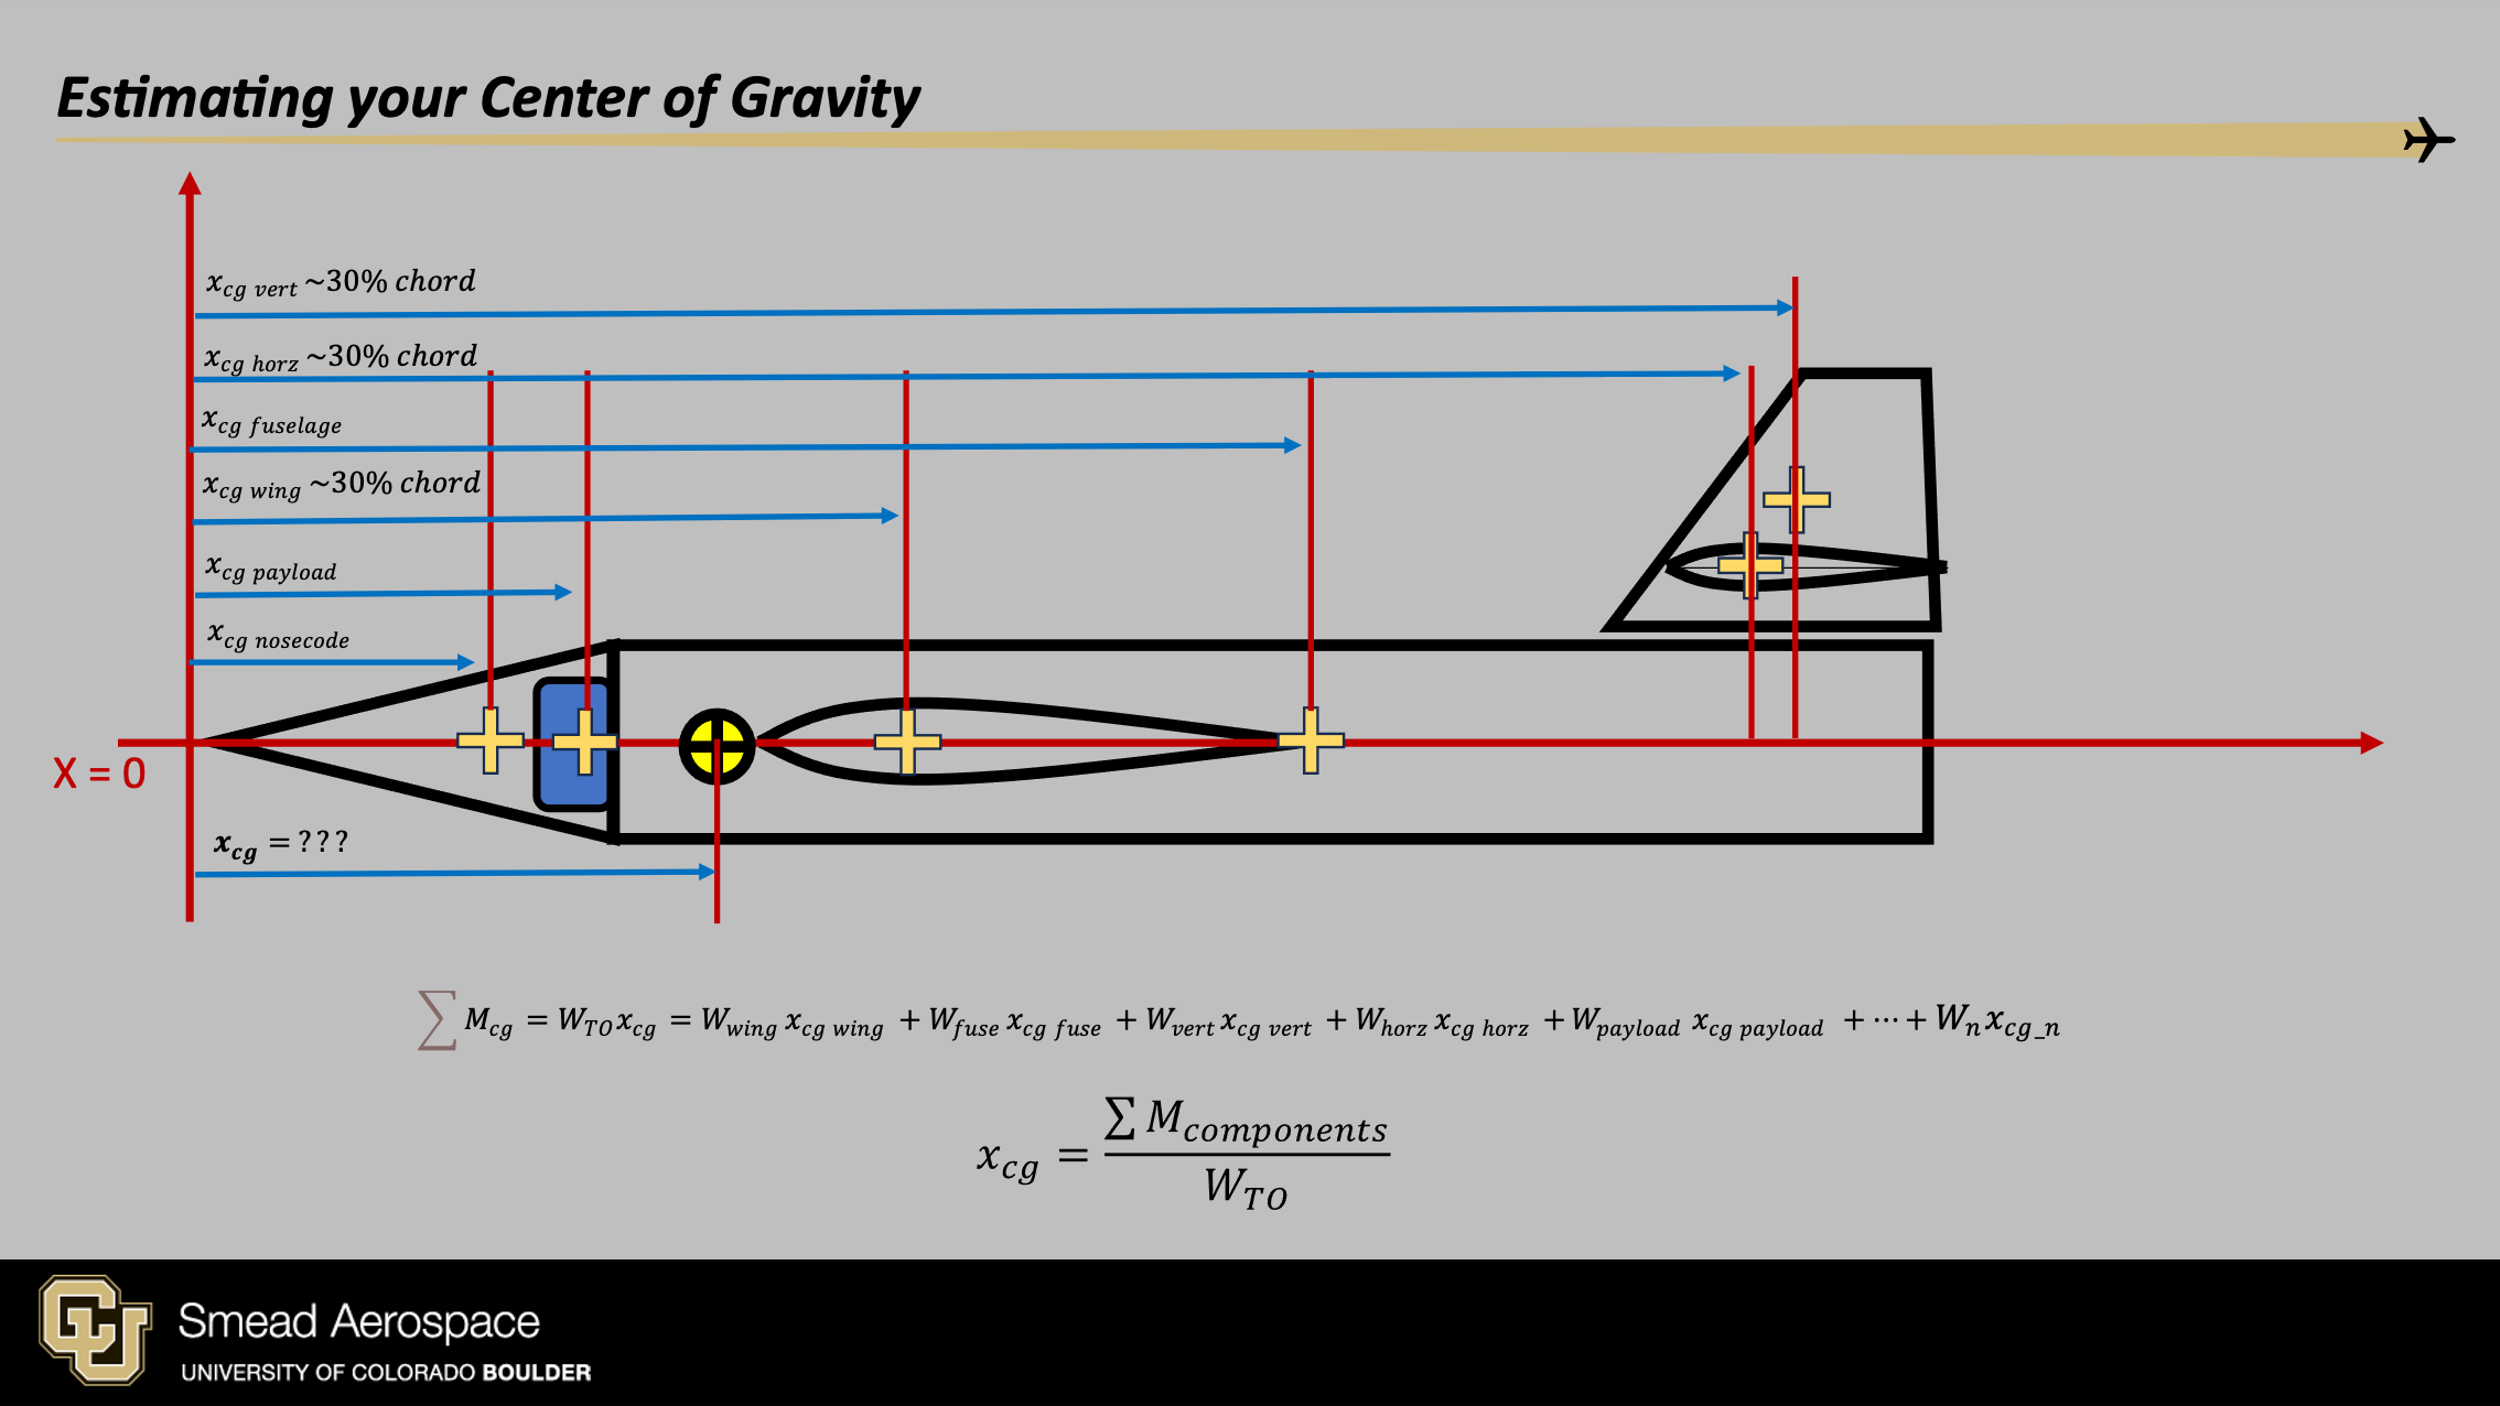 Estimating your Center of Gravity
x_cg vert ~30% chord
x_cg horz ~30% chord
x_cg fuselage
x_cg wing ~30% chord
x_cg payload
x_cg nosecode
X = 0
x_cg = ???
∑ M_cg = W_TO x_cg = W_wing x_cg wing + W_fuse x_cg fuse + W_vert x_cg vert + W_horz x_cg horz + W_payload x_cg payload + ⋯ + W_n x_cg_n
x_cg = ∑ M_components / W_TO
CU
Smead Aerospace
UNIVERSITY OF COLORADO BOULDER